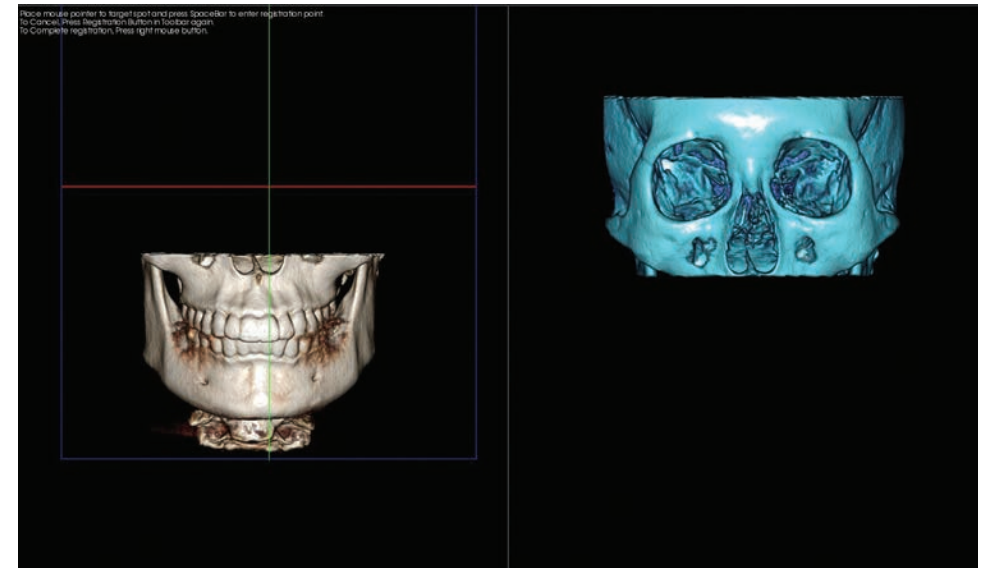 Place mouse pointer to target spot and press SpaceBar to enter registration point.
To Cancel, Press Registration Button in Toolbar again.
To Complete registration, Press right mouse button.